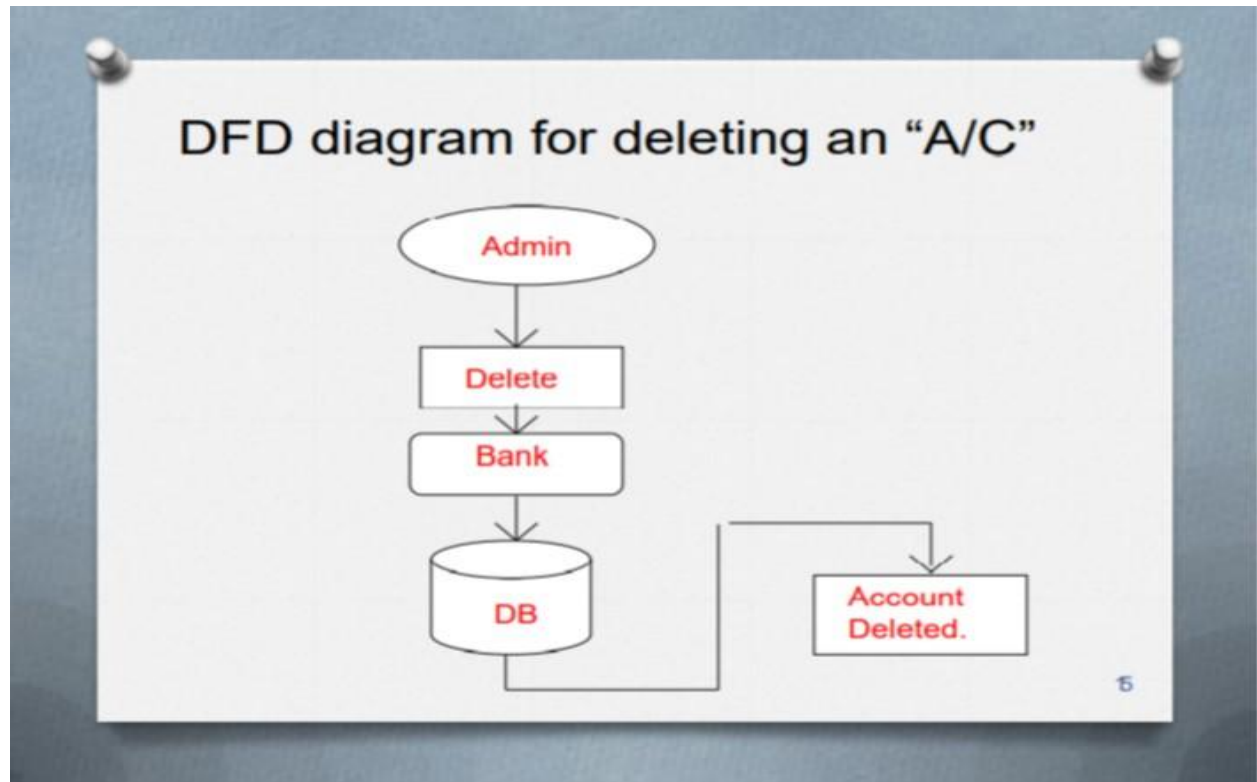 DFD diagram for deleting an “A/C”
Admin
Delete
Bank
DB
Account
Deleted.
15